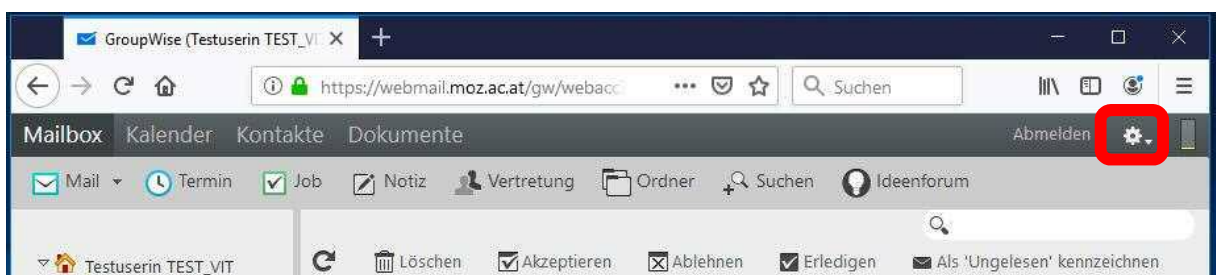 GroupWise (Testuserin TEST_VI
https://webmail.moz.ac.at/gw/webacc Suchen
Mailbox Kalender Kontakte Dokumente Abmelden
Mail Termin Job Notiz Vertretung Ordner Suchen Ideenforum
Testuserin TEST_VIT Löschen Akzeptieren Ablehnen Erledigen Als 'Ungelesen' kennzeichnen